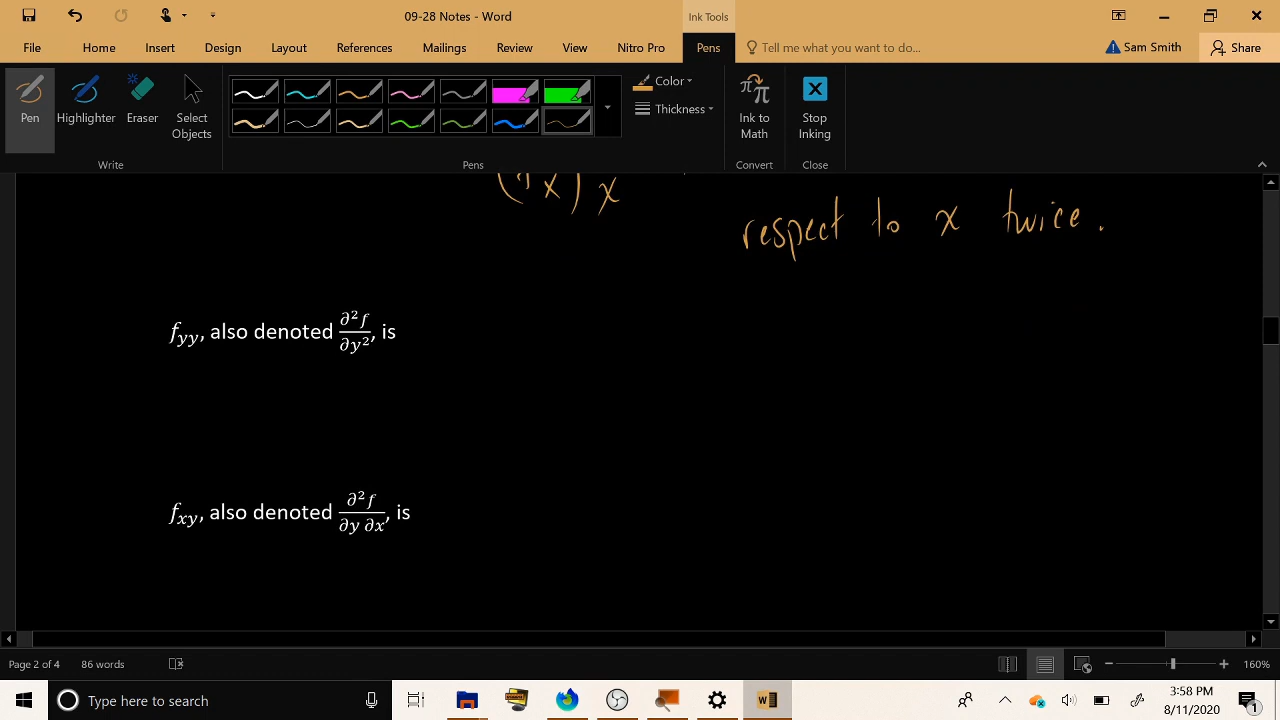 09-28 Notes - Word
Ink Tools
File Home Insert Design Layout References Mailings Review View Nitro Pro Pens Tell me what you want to do... Sam Smith Share
Pen Highlighter Eraser Select Objects Color Thickness Ink to Math Stop Inking
Write Pens Convert Close
x) x
respect to x twice.
f_yy, also denoted ∂²f/∂y², is
f_xy, also denoted ∂²f/∂y ∂x, is
Page 2 of 4 86 words 160%
Type here to search 3:58 PM
8/11/2020 1